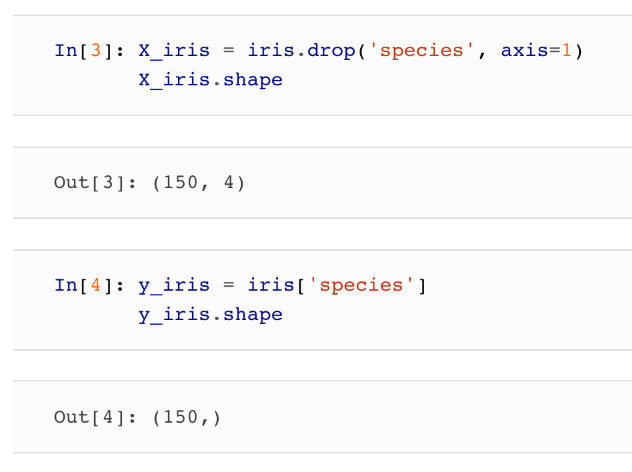 In[3]: X_iris = iris.drop('species', axis=1)
X_iris.shape
Out[3]: (150, 4)
In[4]: y_iris = iris['species']
y_iris.shape
Out[4]: (150,)